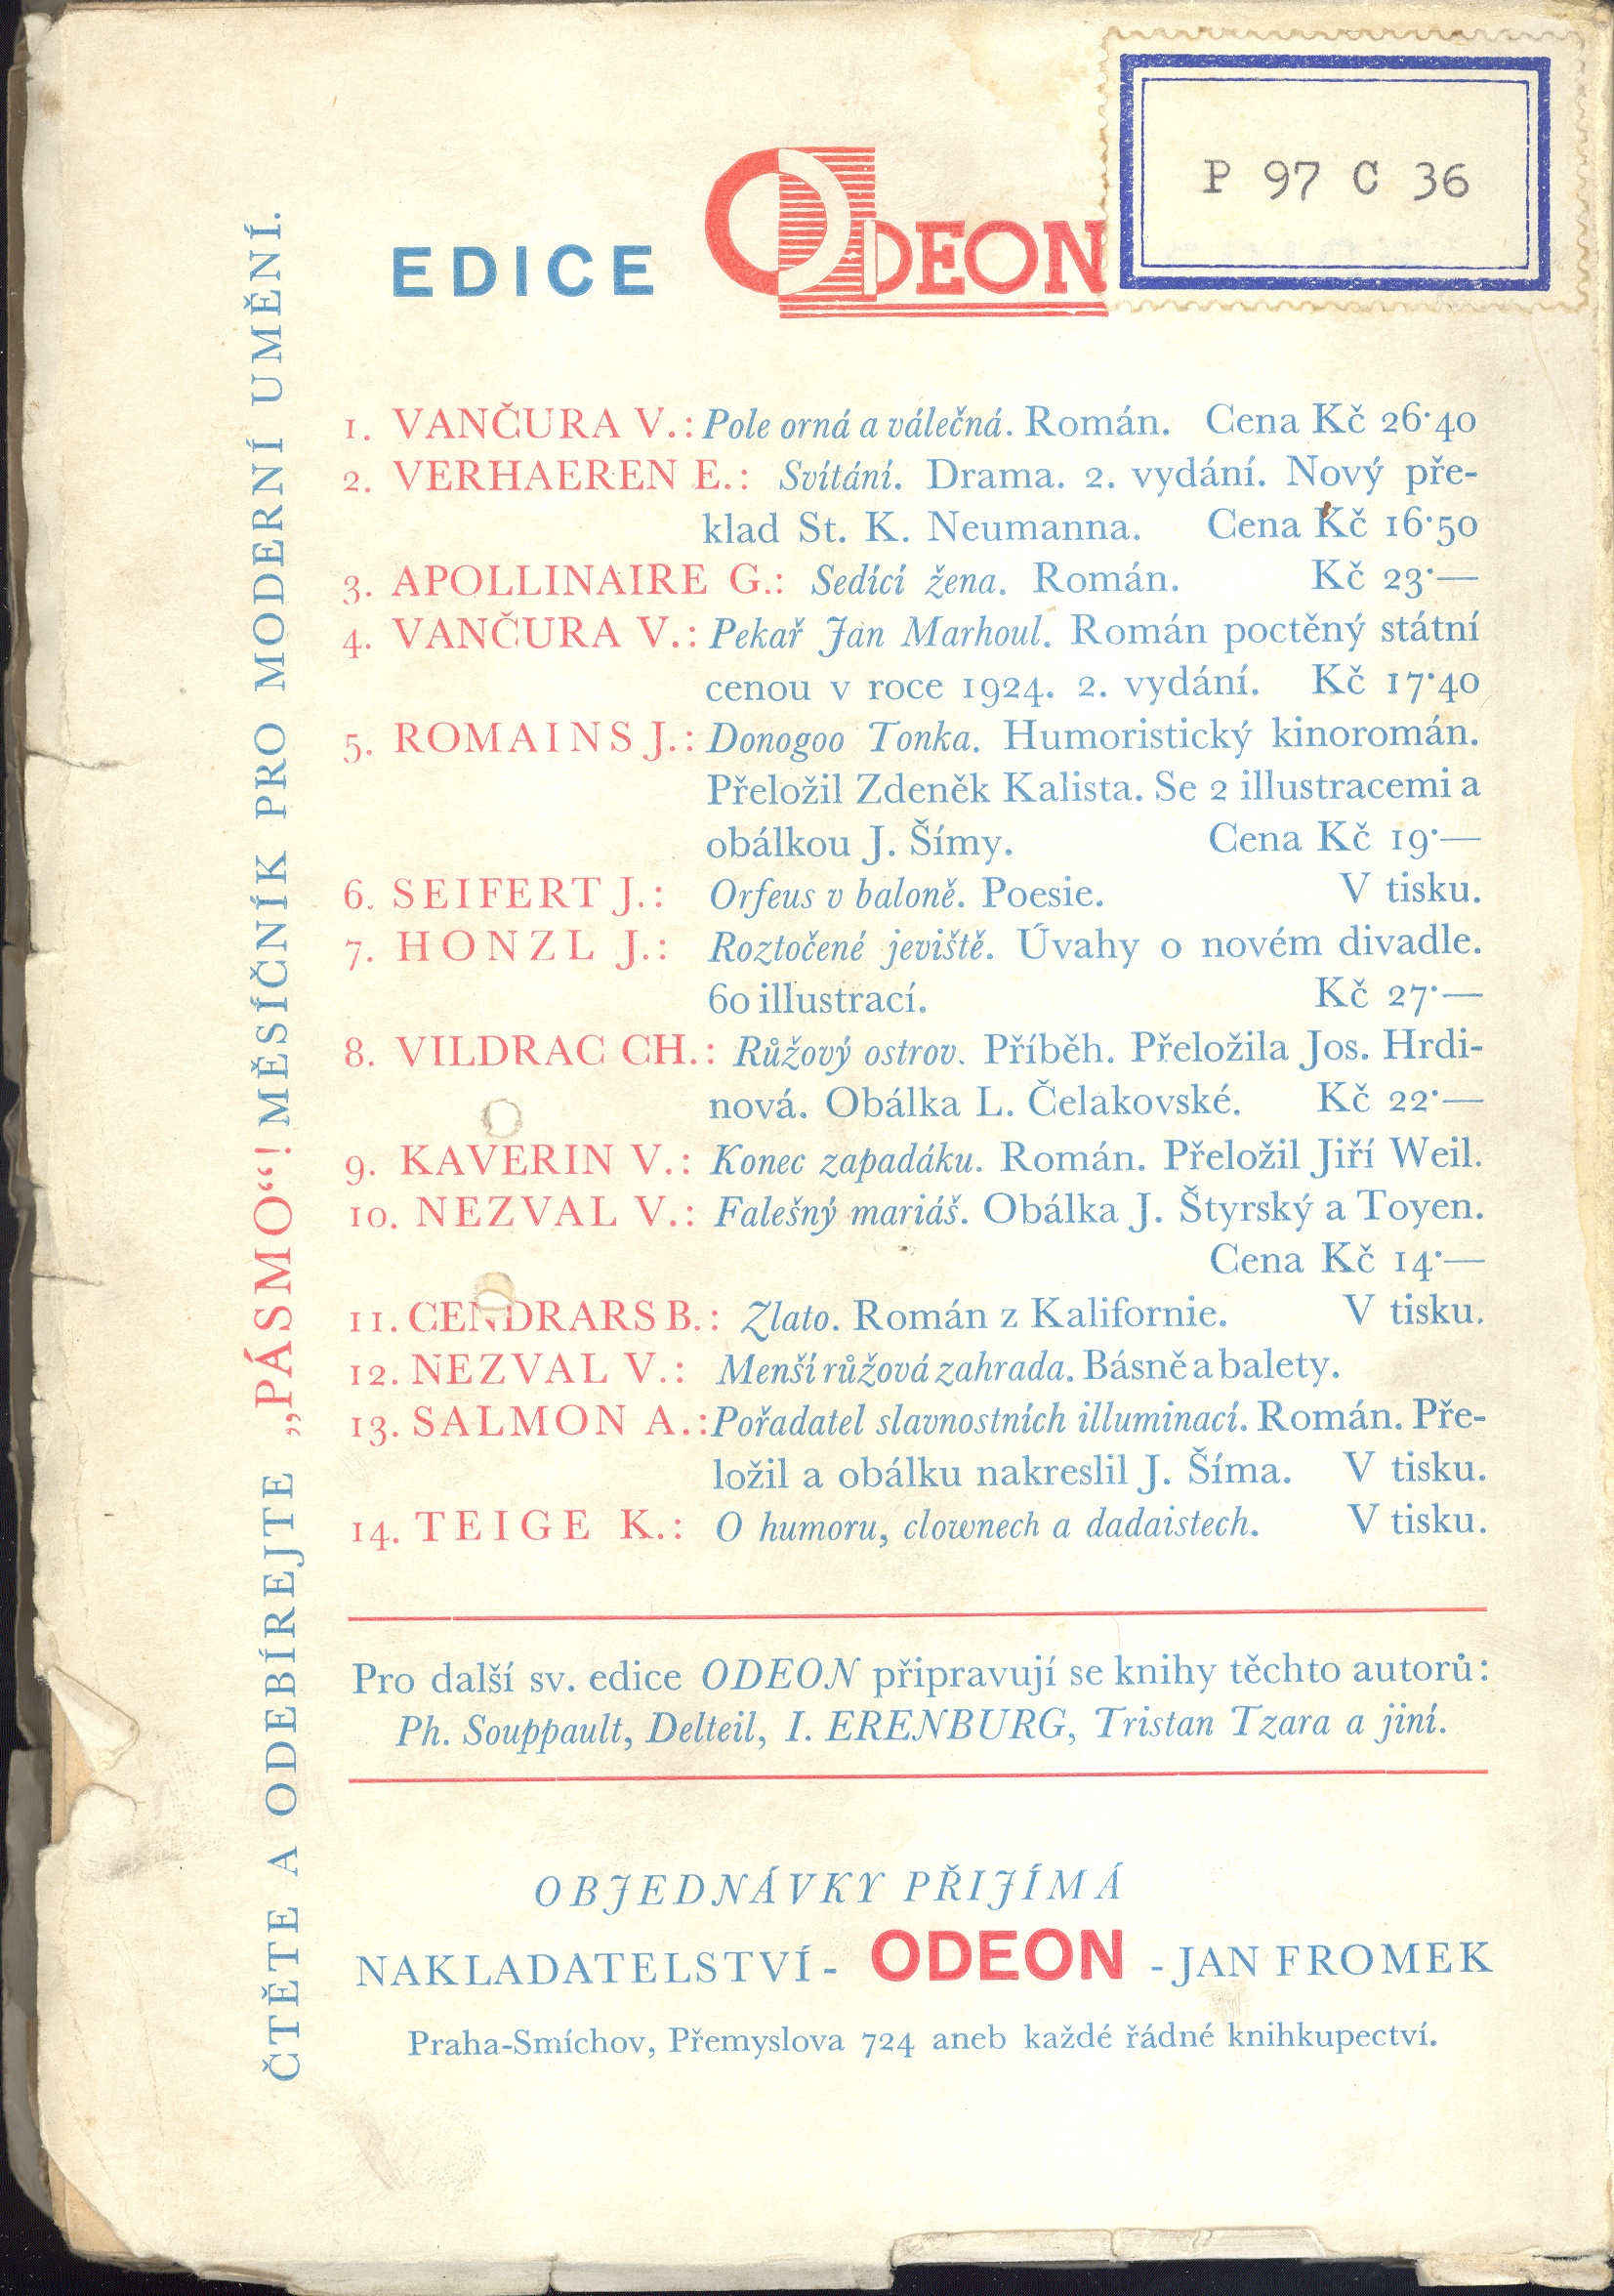 P 97 C 36
EDICE ODEON
1. VANČURA V.: Pole orná a válečná. Román. Cena Kč 26·40
2. VERHAEREN E.: Svítání. Drama. 2. vydání. Nový pře-
klad St. K. Neumanna. Cena Kč 16·50
3. APOLLINAIRE G.: Sedící žena. Román. Kč 23·—
4. VANČURA V.: Pekař Jan Marhoul. Román poctěný státní
cenou v roce 1924. 2. vydání. Kč 17·40
5. ROMAINS J.: Donogoo Tonka. Humoristický kinoromán.
Přeložil Zdeněk Kalista. Se 2 illustracemi a
obálkou J. Šímy. Cena Kč 19·—
6. SEIFERT J.: Orfeus v baloně. Poesie. V tisku.
7. HONZL J.: Roztočené jeviště. Úvahy o novém divadle.
60 illustrací. Kč 27·—
8. VILDRAC CH.: Růžový ostrov. Příběh. Přeložila Jos. Hrdi-
nová. Obálka L. Čelakovské. Kč 22·—
9. KAVERIN V.: Konec zapadáku. Román. Přeložil Jiří Weil.
10. NEZVAL V.: Falešný mariáš. Obálka J. Štyrský a Toyen.
Cena Kč 14·—
11. CENDRARS B.: Zlato. Román z Kalifornie. V tisku.
12. NEZVAL V.: Menší růžová zahrada. Básně a balety.
13. SALMON A.: Pořadatel slavnostních illuminací. Román. Pře-
ložil a obálku nakreslil J. Šíma. V tisku.
14. TEIGE K.: O humoru, clownech a dadaistech. V tisku.
Pro další sv. edice ODEON připravují se knihy těchto autorů:
Ph. Souppault, Delteil, I. ERENBURG, Tristan Tzara a jiní.
OBJEDNÁVKY PŘIJÍMÁ
NAKLADATELSTVÍ - ODEON - JAN FROMEK
Praha-Smíchov, Přemyslova 724 aneb každé řádné knihkupectví.
ČTĚTE A ODEBÍREJTE „PÁSMO“! MĚSÍČNÍK PRO MODERNÍ UMĚNÍ.